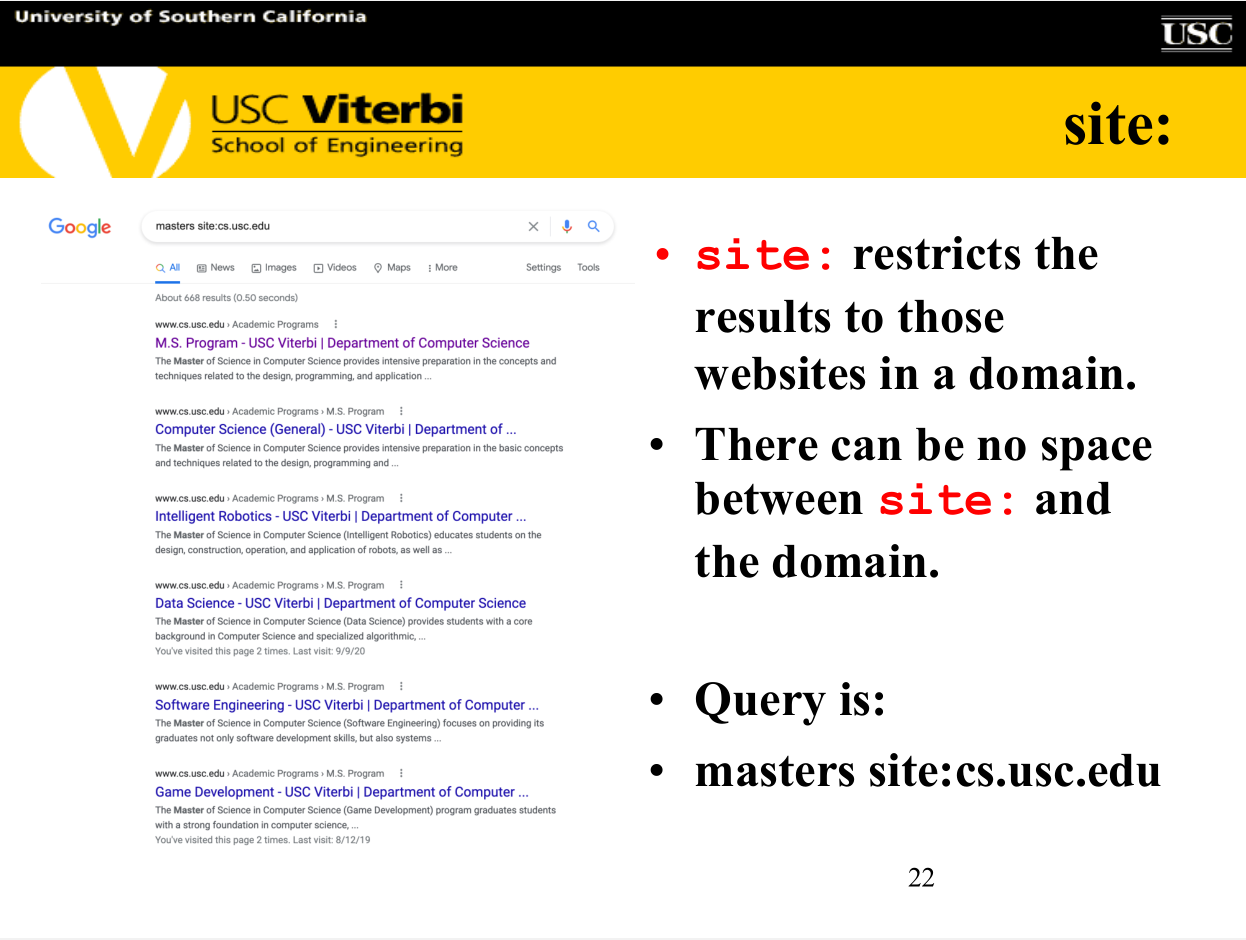 University of Southern California
USC
USC Viterbi
School of Engineering
site:
Google
masters site:cs.usc.edu
All News Images Videos Maps More Settings Tools
About 668 results (0.50 seconds)
www.cs.usc.edu › Academic Programs
M.S. Program - USC Viterbi | Department of Computer Science
The Master of Science in Computer Science provides intensive preparation in the concepts and
techniques related to the design, programming, and application ...
www.cs.usc.edu › Academic Programs › M.S. Program
Computer Science (General) - USC Viterbi | Department of ...
The Master of Science in Computer Science provides intensive preparation in the basic concepts
and techniques related to the design, programming and ...
www.cs.usc.edu › Academic Programs › M.S. Program
Intelligent Robotics - USC Viterbi | Department of Computer ...
The Master of Science in Computer Science (Intelligent Robotics) educates students on the
design, construction, operation, and application of robots, as well as ...
www.cs.usc.edu › Academic Programs › M.S. Program
Data Science - USC Viterbi | Department of Computer Science
The Master of Science in Computer Science (Data Science) provides students with a core
background in Computer Science and specialized algorithmic, ...
You've visited this page 2 times. Last visit: 9/9/20
www.cs.usc.edu › Academic Programs › M.S. Program
Software Engineering - USC Viterbi | Department of Computer ...
The Master of Science in Computer Science (Software Engineering) focuses on providing its
graduates not only software development skills, but also systems ...
www.cs.usc.edu › Academic Programs › M.S. Program
Game Development - USC Viterbi | Department of Computer ...
The Master of Science in Computer Science (Game Development) program graduates students
with a strong foundation in computer science, ...
You've visited this page 2 times. Last visit: 8/12/19
• site: restricts the
results to those
websites in a domain.
• There can be no space
between site: and
the domain.
• Query is:
• masters site:cs.usc.edu
22